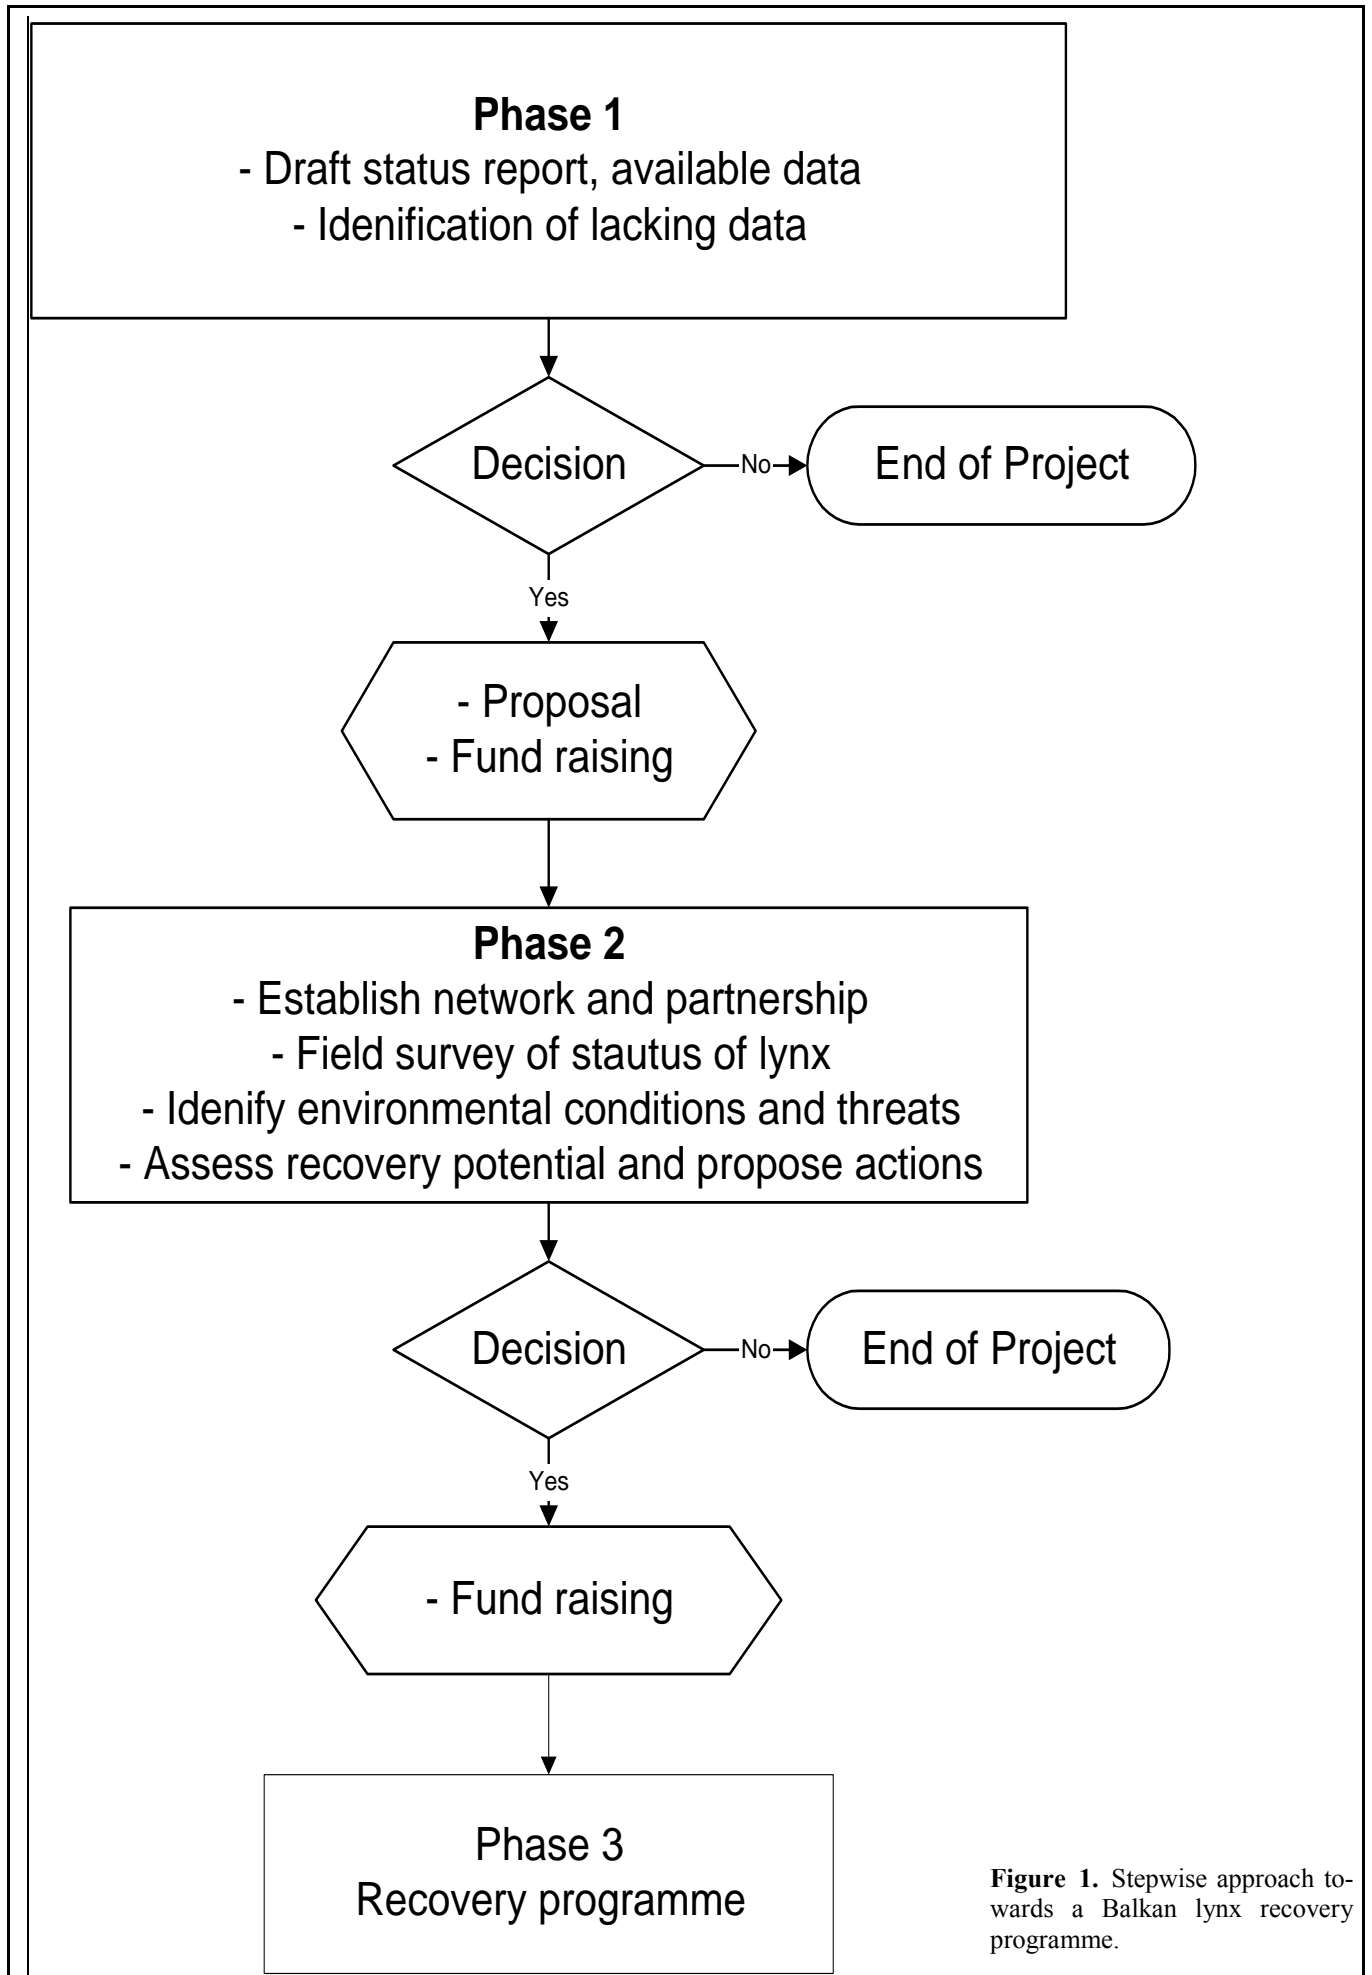 Phase 1
- Draft status report, available data
- Idenification of lacking data
Decision
No
End of Project
Yes
- Proposal
- Fund raising
Phase 2
- Establish network and partnership
- Field survey of stautus of lynx
- Idenify environmental conditions and threats
- Assess recovery potential and propose actions
Decision
No
End of Project
Yes
- Fund raising
Phase 3
Recovery programme
Figure 1. Stepwise approach to-
wards a Balkan lynx recovery
programme.